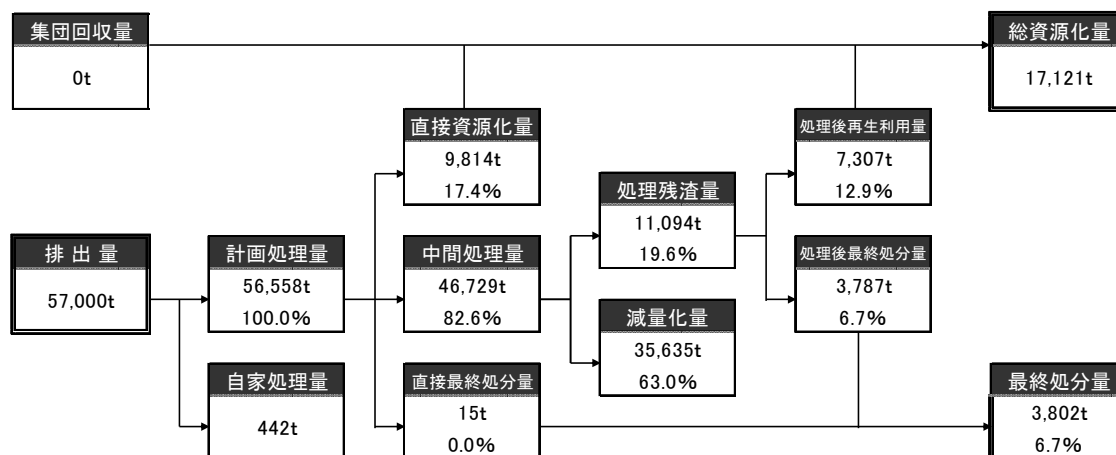 集団回収量
0t
総資源化量
17,121t
直接資源化量
9,814t
17.4%
処理後再生利用量
7,307t
12.9%
処理残渣量
11,094t
19.6%
排出量
57,000t
計画処理量
56,558t
100.0%
中間処理量
46,729t
82.6%
処理後最終処分量
3,787t
6.7%
減量化量
35,635t
63.0%
自家処理量
442t
直接最終処分量
15t
0.0%
最終処分量
3,802t
6.7%